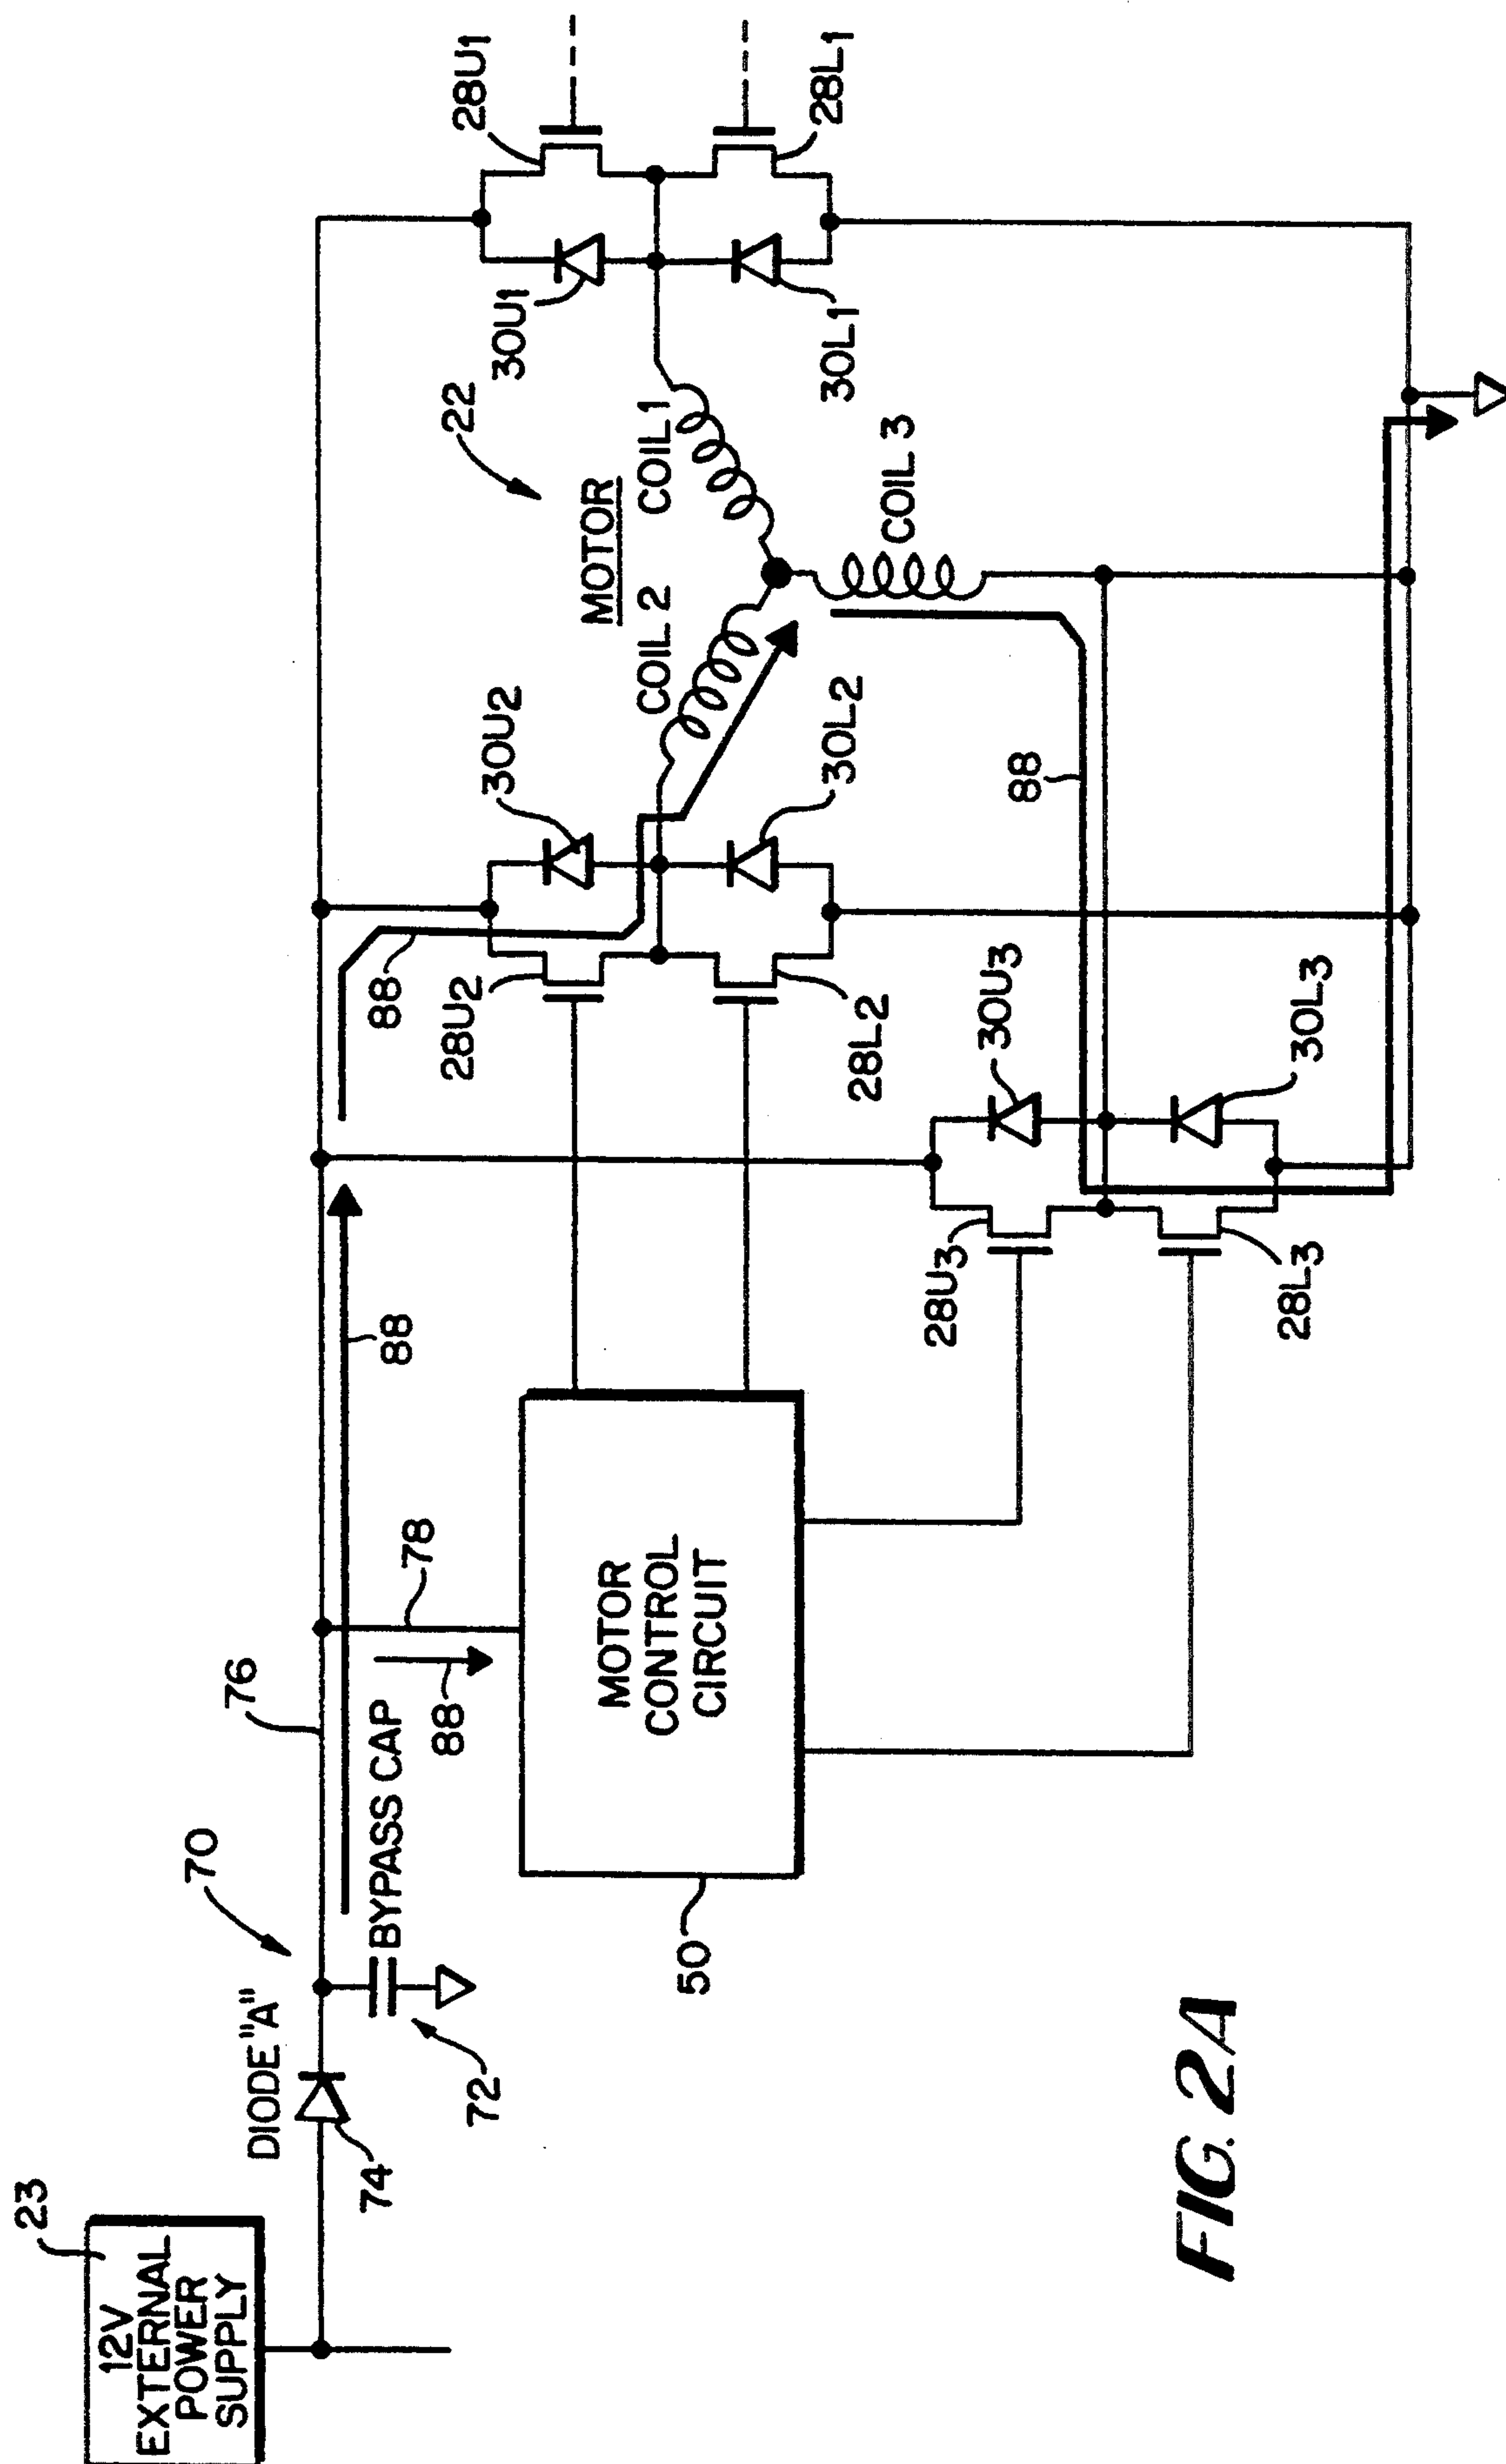 23
12V
EXTERNAL
POWER
SUPPLY
DIODE "A"
74
70
72
BYPASS CAP
76
78
88
88
50
MOTOR
CONTROL
CIRCUIT
88
28U2
30U2
28L2
30L2
28U3
30U3
28L3
30L3
88
COIL 2
MOTOR
22
COIL 1
COIL 3
30U1
28U1
30L1
28L1
FIG. 2A